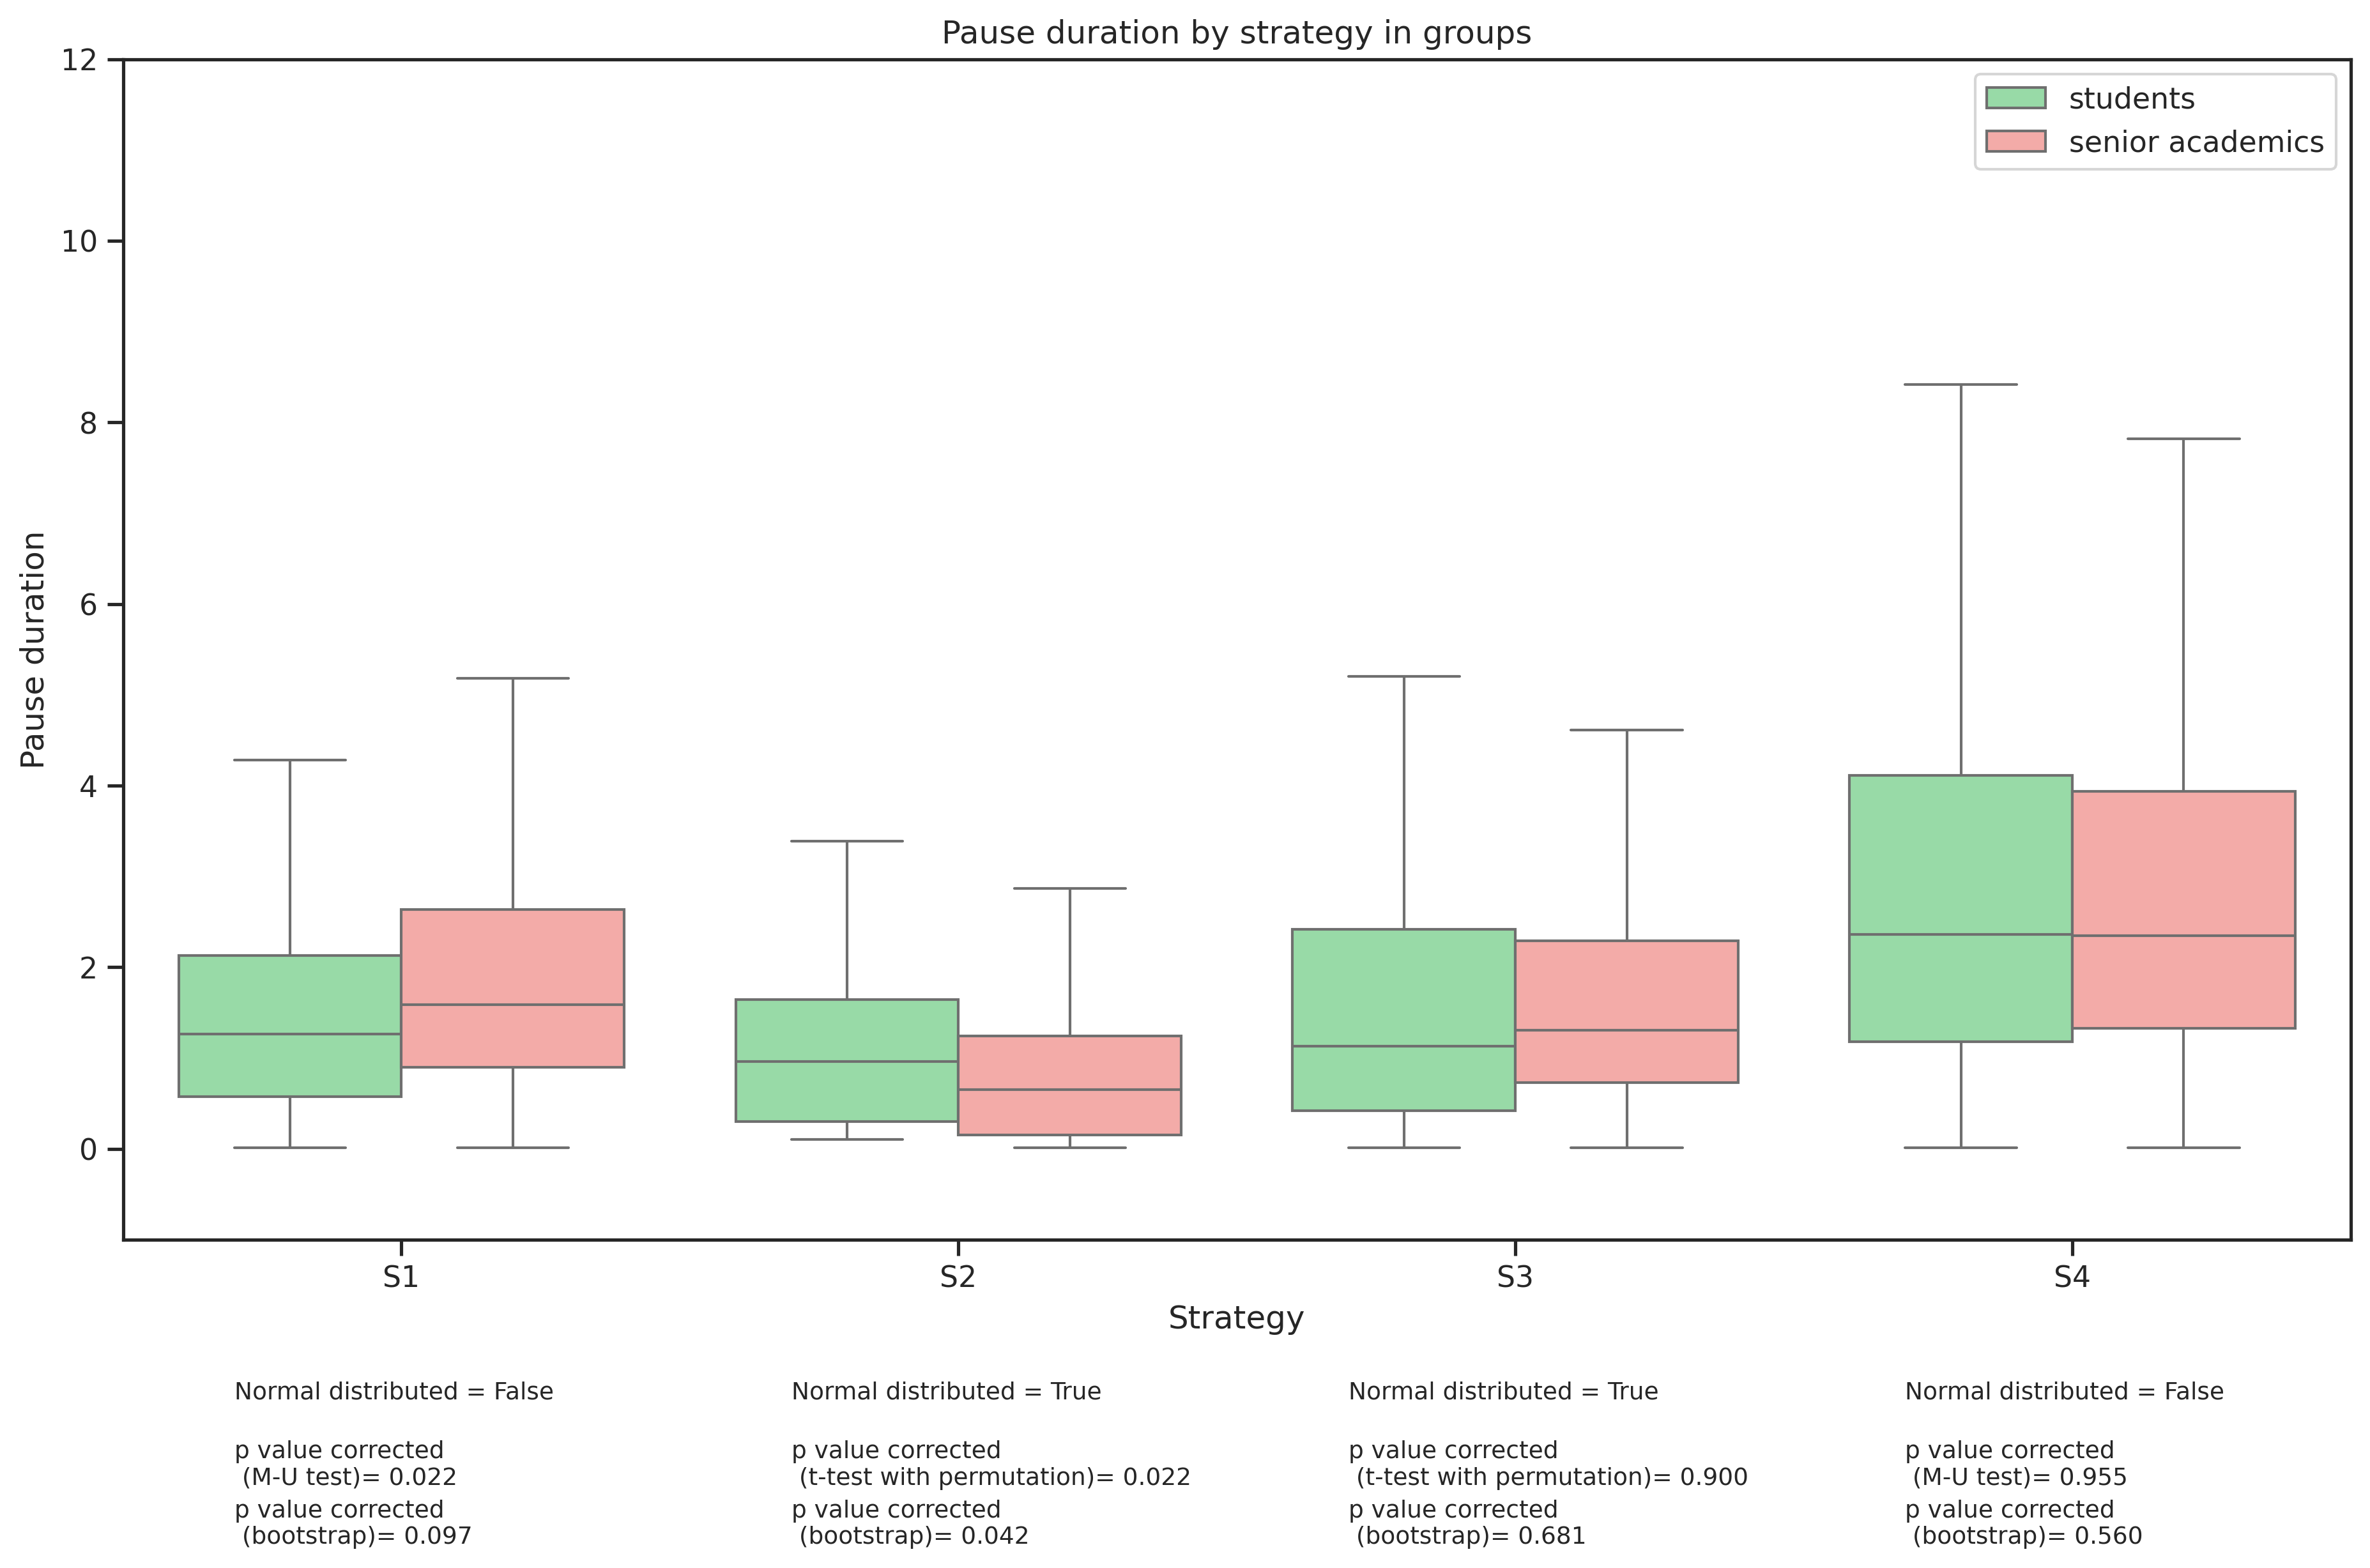 Pause duration by strategy in groups
students
senior academics
12
10
8
6
4
2
0
Pause duration
S1
S2
S3
S4
Strategy
Normal distributed = False
p value corrected
(M-U test)= 0.022
p value corrected
(bootstrap)= 0.097
Normal distributed = True
p value corrected
(t-test with permutation)= 0.022
p value corrected
(bootstrap)= 0.042
Normal distributed = True
p value corrected
(t-test with permutation)= 0.900
p value corrected
(bootstrap)= 0.681
Normal distributed = False
p value corrected
(M-U test)= 0.955
p value corrected
(bootstrap)= 0.560